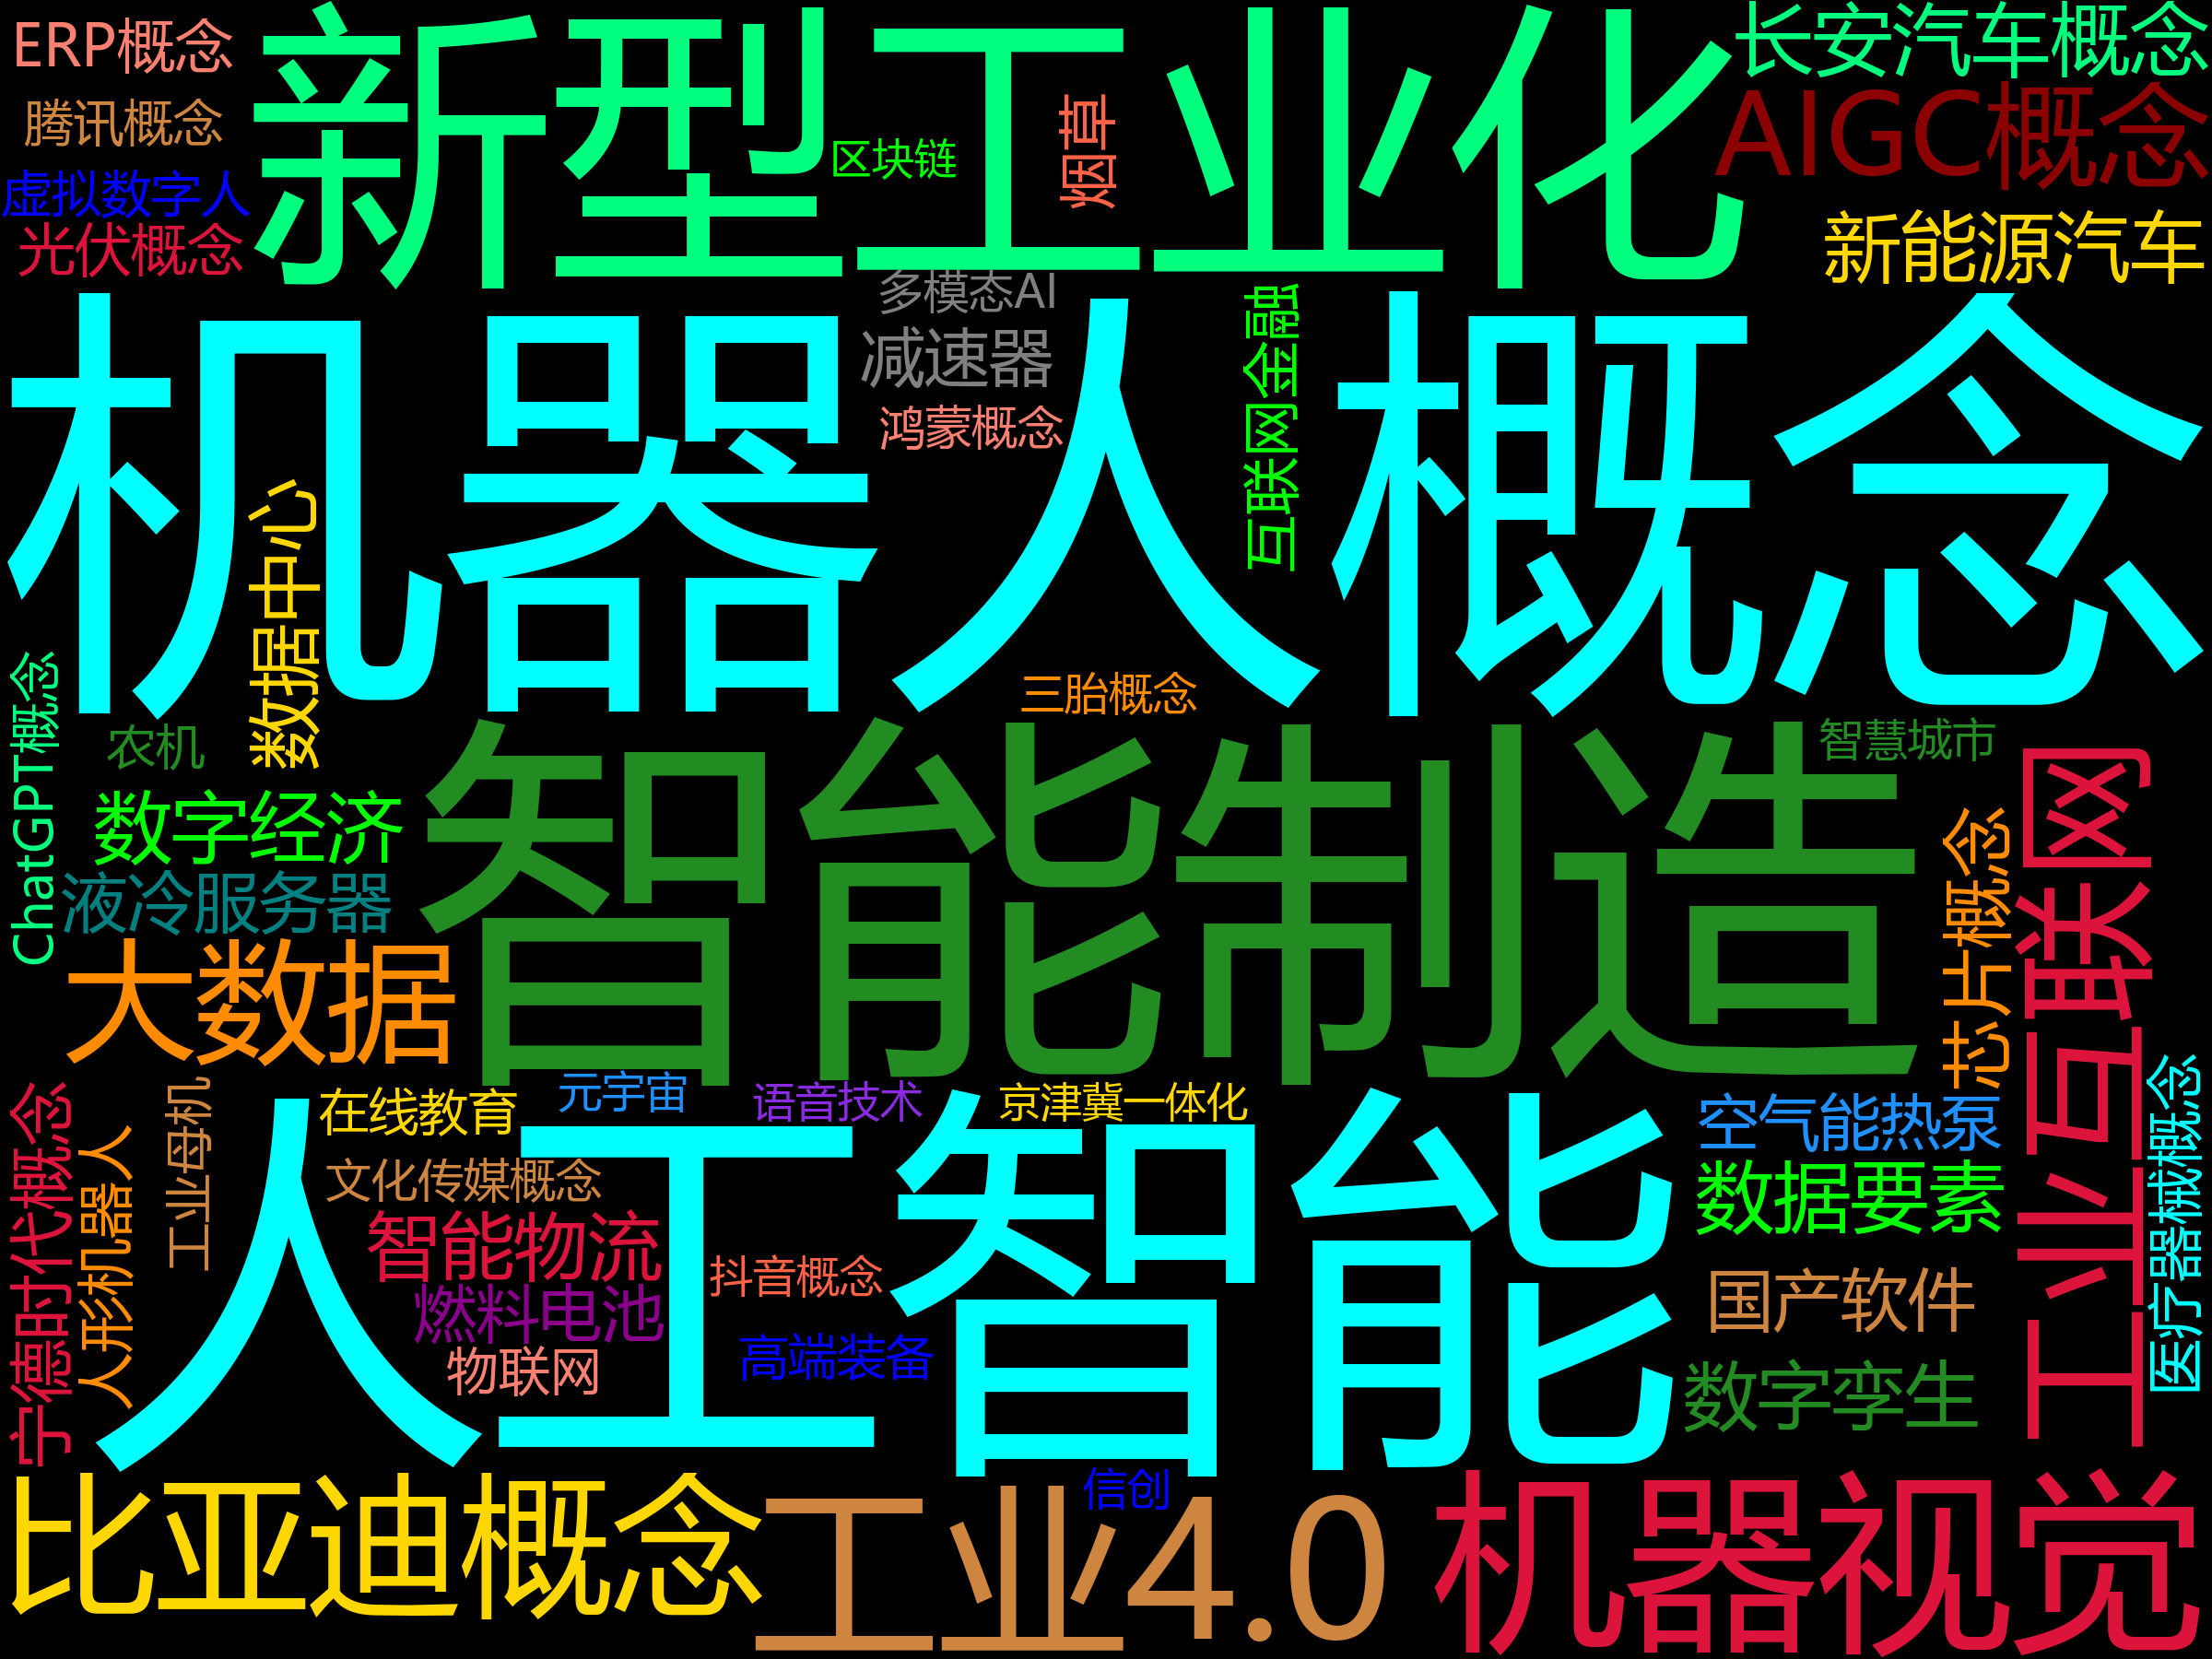 ERP概念
腾讯概念
虚拟数字人
光伏概念
新型工业化
区块链
烟草
长安汽车概念
AIGC概念
新能源汽车
机器人概念
多模态AI
减速器
鸿蒙概念
互联网金融
数据中心
三胎概念
ChatGPT概念
农机
数字经济
液冷服务器
大数据
智能制造
智慧城市
芯片概念
工业互联网
医疗器械概念
宁德时代概念
人形机器人
工业母机
在线教育
元宇宙
语音技术
京津冀一体化
文化传媒概念
智能物流
燃料电池
物联网
抖音概念
高端装备
人工智能
空气能热泵
数据要素
国产软件
数字孪生
比亚迪概念
工业4.0
信创
机器视觉